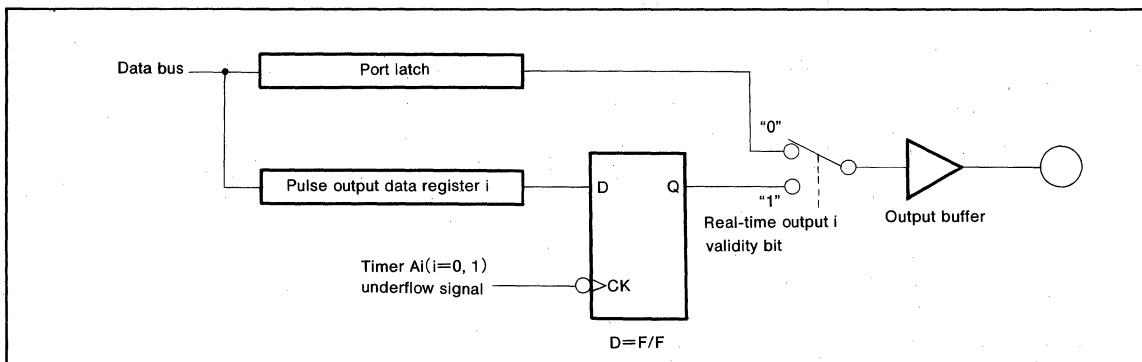 Data bus
Port latch
"0"
Pulse output data register i
D
Q
"1"
Real-time output i
validity bit
Output buffer
Timer Ai(i=0, 1)
underflow signal
CK
D=F/F